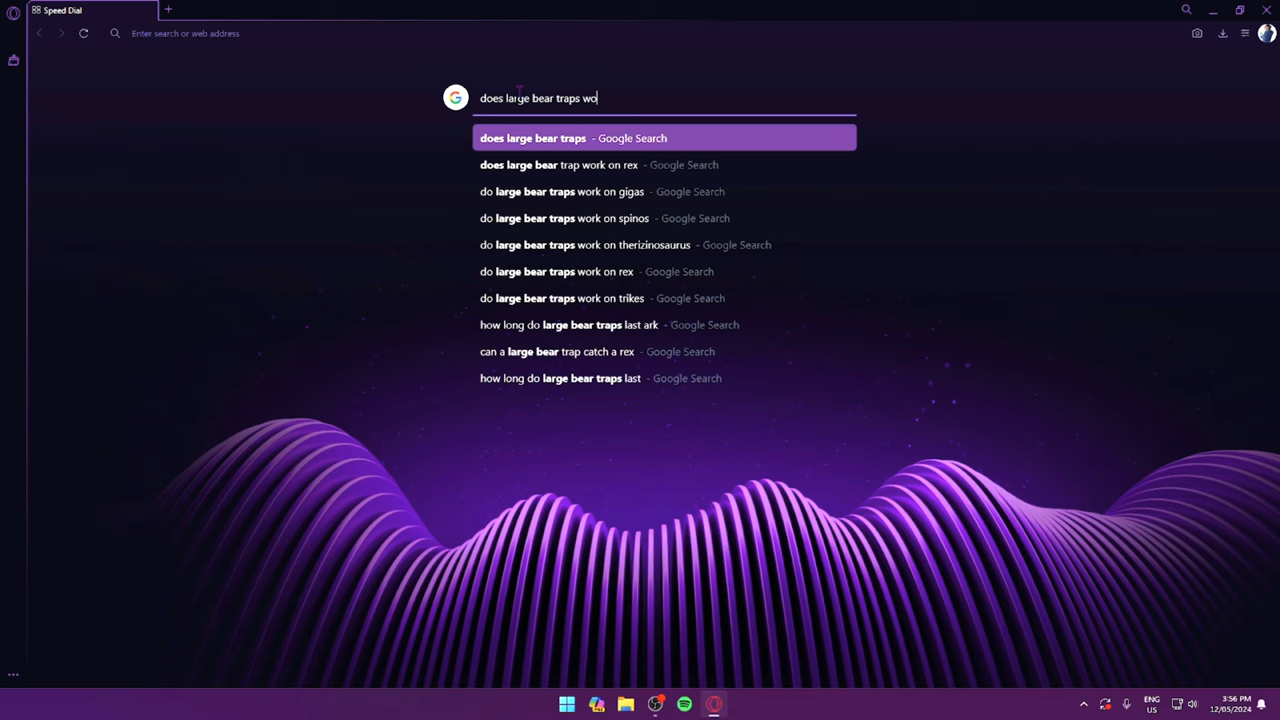 Speed Dial
Enter search or web address
does large bear traps wo
does large bear traps - Google Search
does large bear trap work on rex - Google Search
do large bear traps work on gigas - Google Search
do large bear traps work on spinos - Google Search
do large bear traps work on therizinosaurus - Google Search
do large bear traps work on rex - Google Search
do large bear traps work on trikes - Google Search
how long do large bear traps last ark - Google Search
can a large bear trap catch a rex - Google Search
how long do large bear traps last - Google Search
ENG
US
3:56 PM
12/05/2024